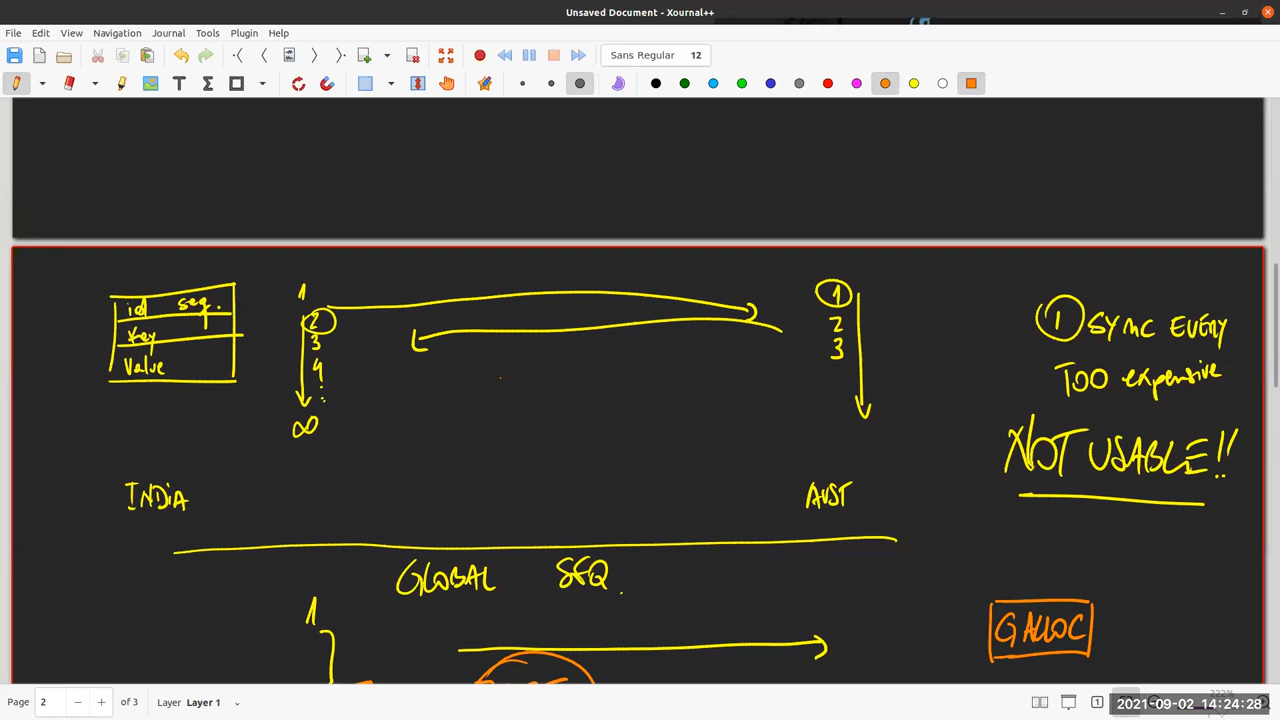 Unsaved Document - Xournal++
File Edit View Navigation Journal Tools Plugin Help
Sans Regular 12
id seq.
key
Value
1
2
3
4
∞
1
2
3
1 SYNC EVERY
TOO expensive
NOT USABLE!!
INDIA
AUST
GLOBAL SEQ.
1
GALLOC
Page 2 of 3 Layer Layer 1
2021-09-02 14:24:28